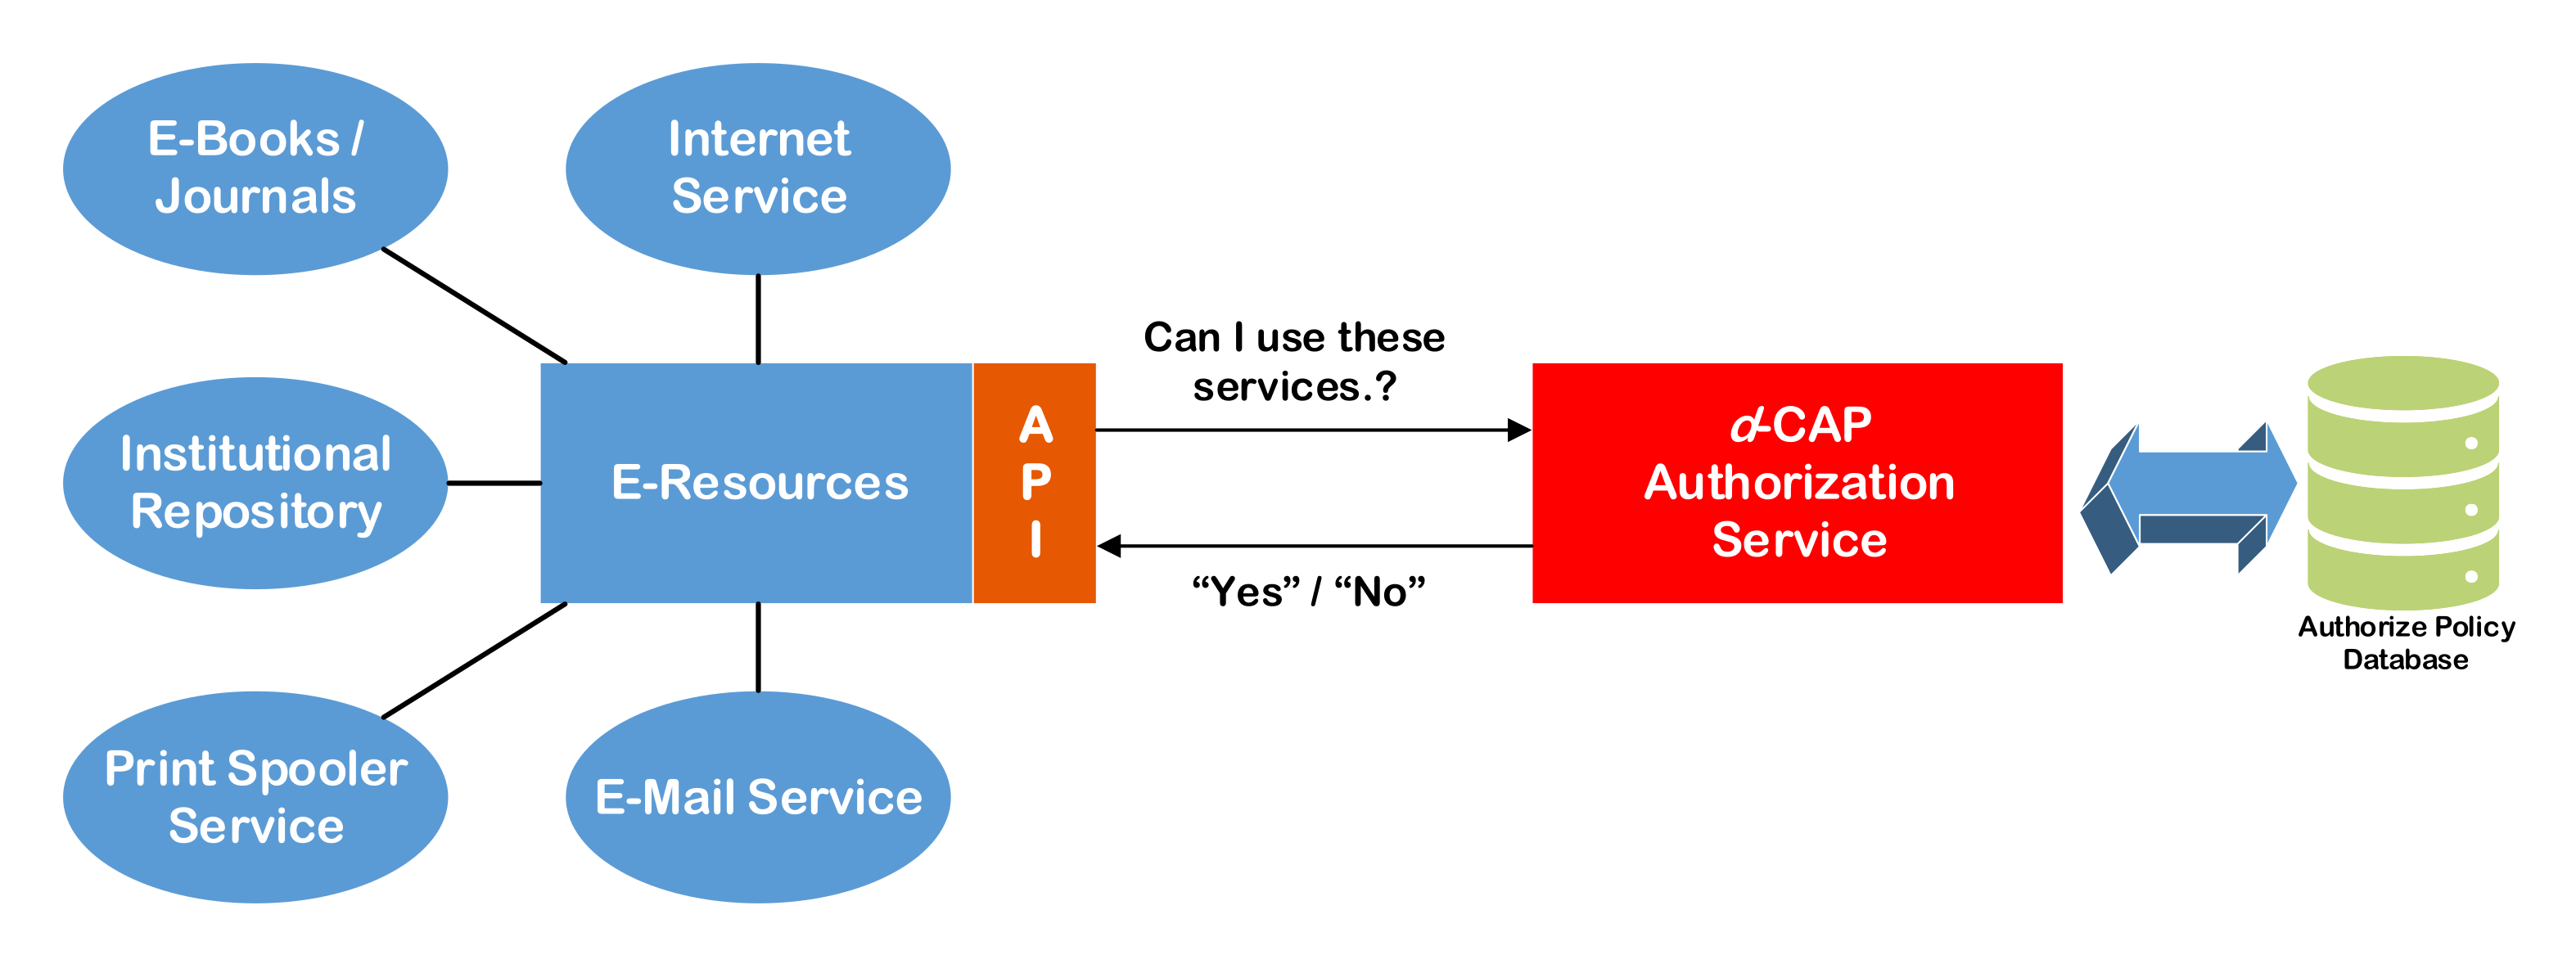 E-Books /
Journals
Internet
Service
Institutional
Repository
E-Resources
A
P
I
Can I use these
services.?
“Yes” / “No”
d-CAP
Authorization
Service
Authorize Policy
Database
Print Spooler
Service
E-Mail Service